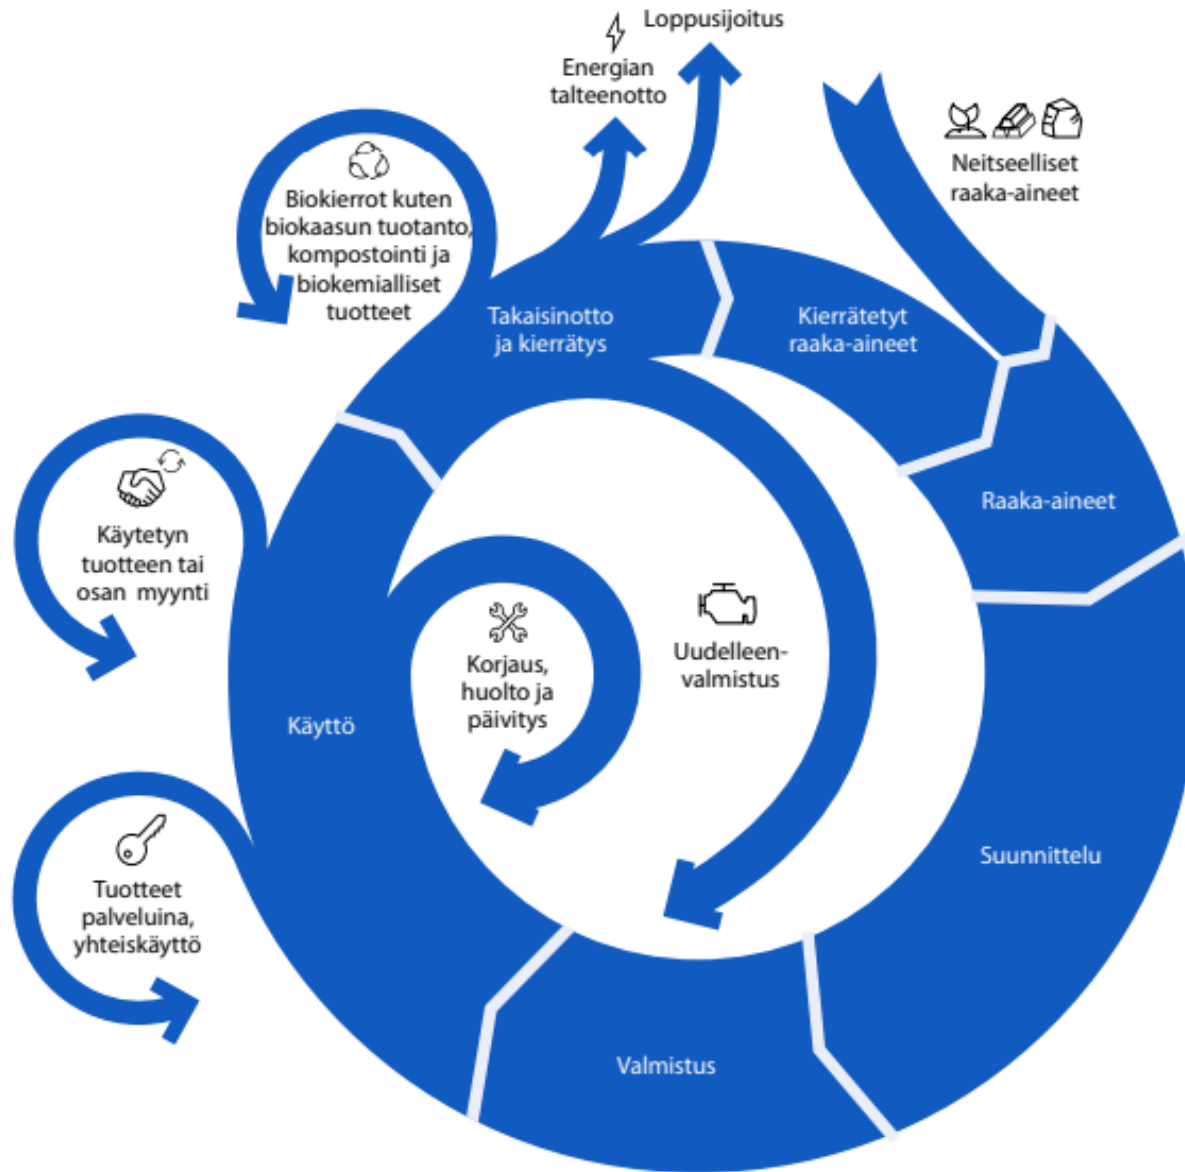 Loppusijoitus
Energian
talteenotto
Neitseelliset
raaka-aineet
Biokierrot kuten
biokaasun tuotanto,
kompostointi ja
biokemialliset
tuotteet
Takaisinotto
ja kierrätys
Kierrätetyt
raaka-aineet
Raaka-aineet
Käytetyn
tuotteen tai
osan myynti
Korjaus,
huolto ja
päivitys
Uudelleen-
valmistus
Käyttö
Suunnittelu
Tuotteet
palveluina,
yhteiskäyttö
Valmistus